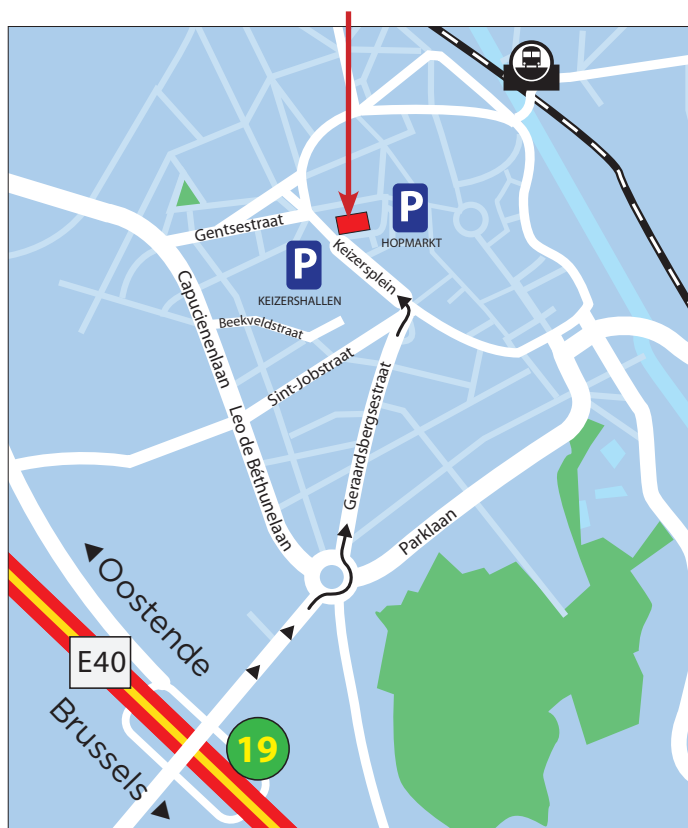 P
HOPMARKT
Gentsestraat
P
KEIZERSHALLEN
Keizersplein
Capucienenlaan
Beekveldstraat
Sint-Jobstraat
Leo de Béthunelaan
Geraardsbergsestraat
Parklaan
Oostende
E40
Brussels
19